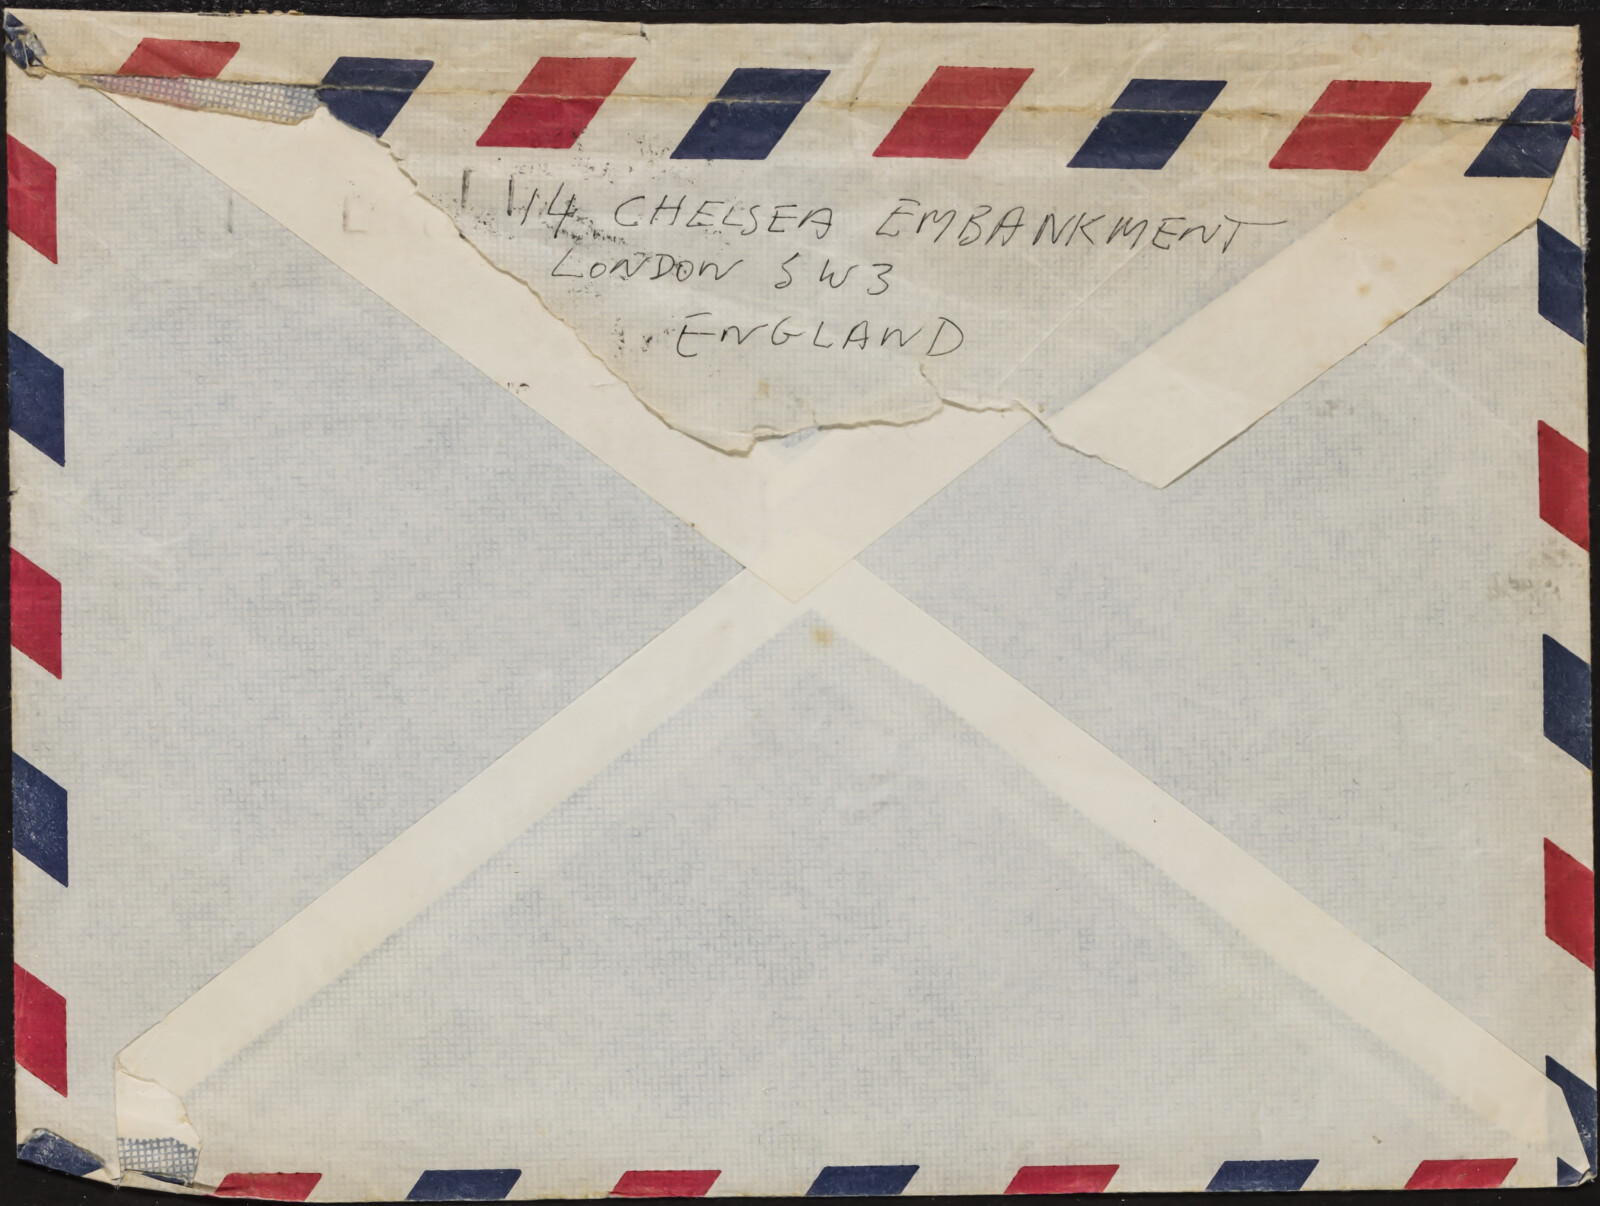 14 CHELSEA EMBANKMENT
LONDON SW3
ENGLAND